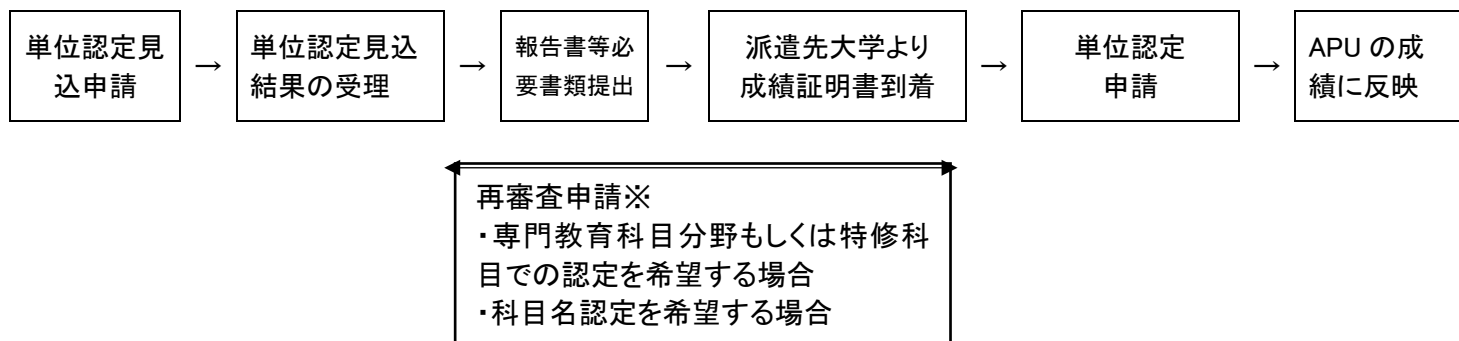 単位認定見
込申請
→
単位認定見込
結果の受理
→
報告書等必
要書類提出
→
派遣先大学より
成績証明書到着
→
単位認定
申請
→
APU の成
績に反映
再審査申請※
・専門教育科目分野もしくは特修科
目での認定を希望する場合
・科目名認定を希望する場合